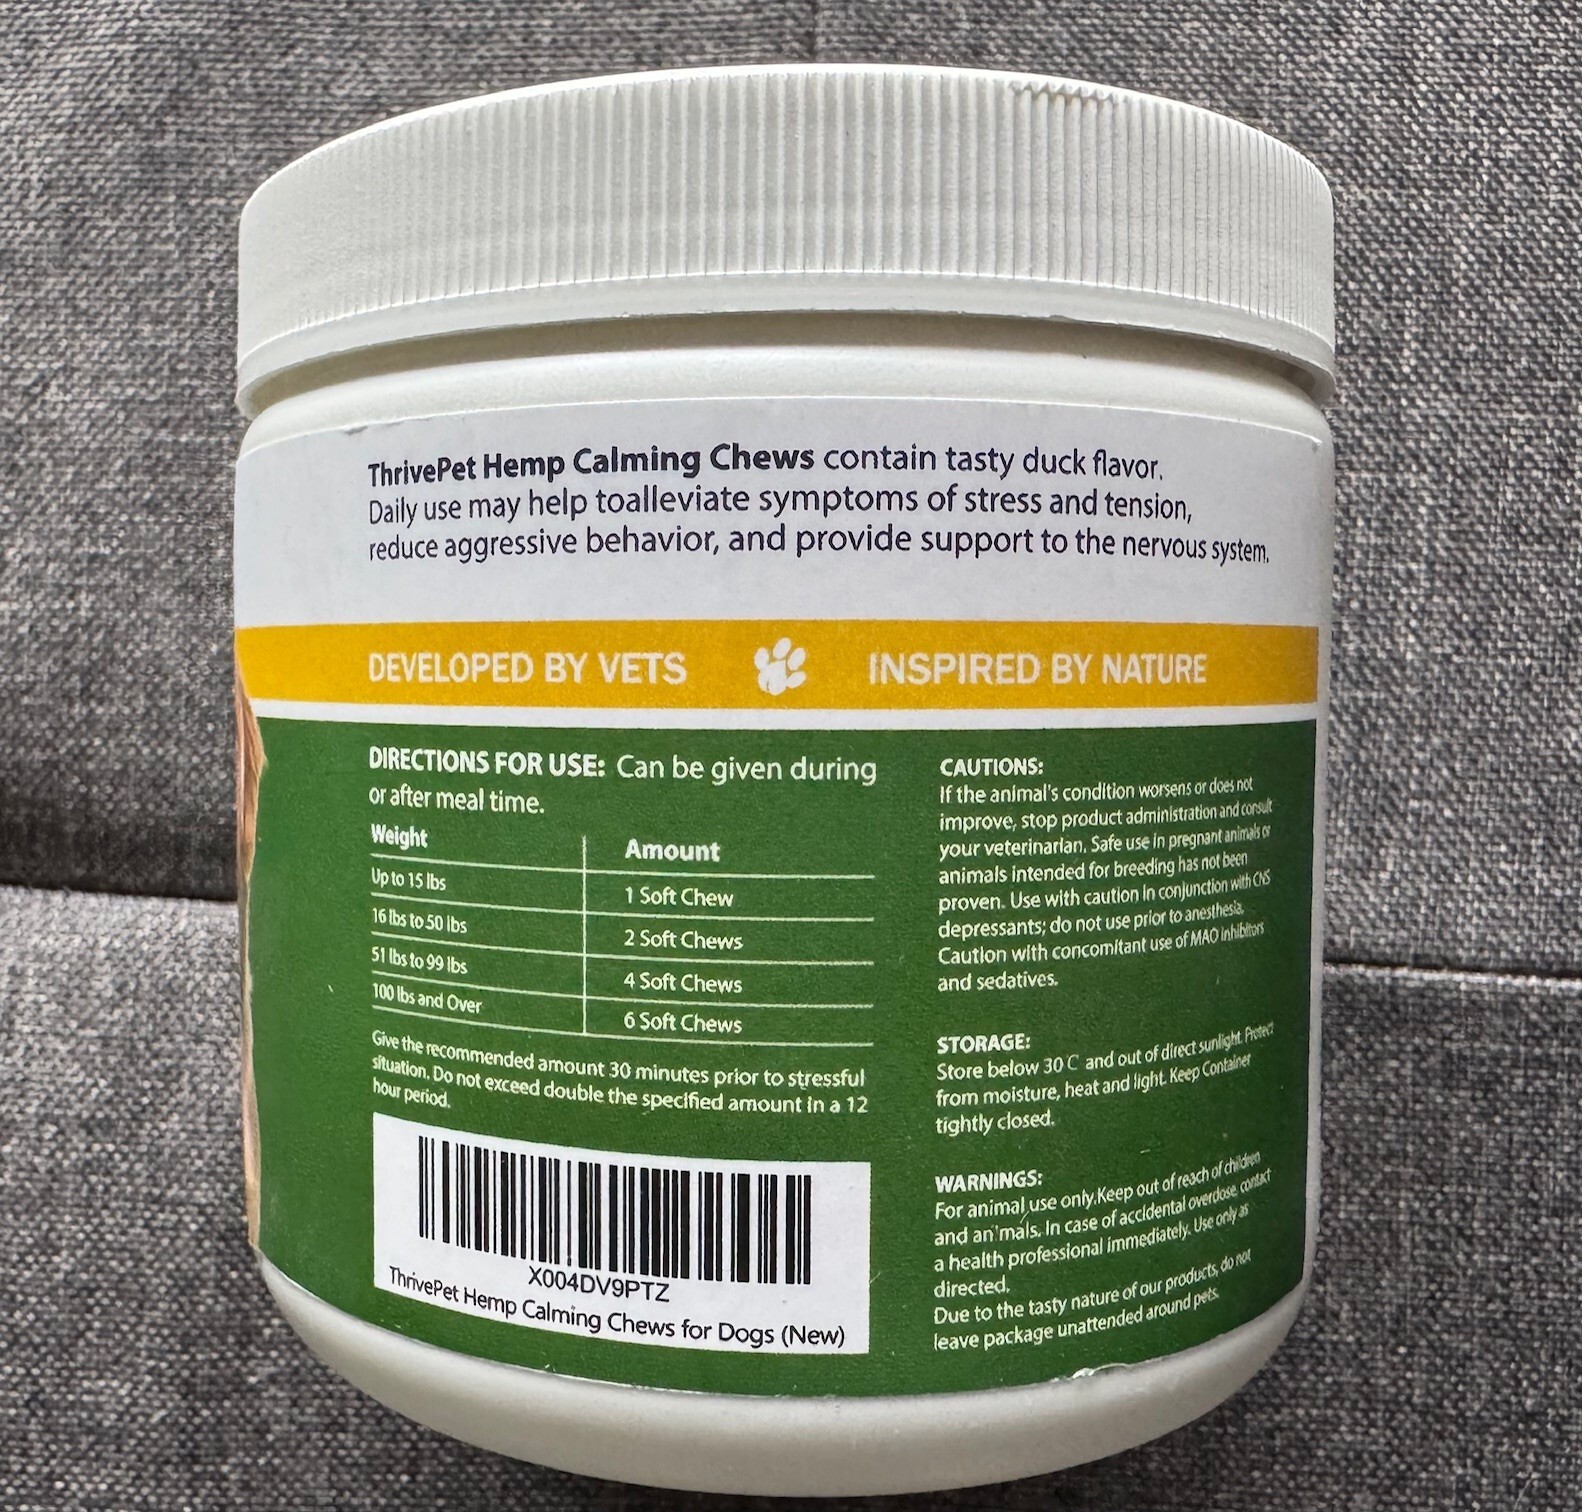 ThrivePet Hemp Calming Chews contain tasty duck flavor.
Daily use may help toalleviate symptoms of stress and tension,
reduce aggressive behavior, and provide support to the nervous system.
DEVELOPED BY VETS
INSPIRED BY NATURE
DIRECTIONS FOR USE: Can be given during
or after meal time.
Weight Amount
Up to 15 lbs 1 Soft Chew
16 lbs to 50 lbs 2 Soft Chews
51 lbs to 99 lbs 4 Soft Chews
100 lbs and Over 6 Soft Chews
Give the recommended amount 30 minutes prior to stressful
situation. Do not exceed double the specified amount in a 12
hour period.
X004DV9PTZ
ThrivePet Hemp Calming Chews for Dogs (New)
CAUTIONS:
If the animal's condition worsens or does not
improve, stop product administration and consult
your veterinarian. Safe use in pregnant animals or
animals intended for breeding has not been
proven. Use with caution in conjunction with CNS
depressants; do not use prior to anesthesia.
Caution with concomitant use of MAO inhibitors
and sedatives.
STORAGE:
Store below 30°C and out of direct sunlight. Protect
from moisture, heat and light. Keep Container
tightly closed.
WARNINGS:
For animal use only.Keep out of reach of children
and animals. In case of accidental overdose, contact
a health professional immediately. Use only as
directed.
Due to the tasty nature of our products, do not
leave package unattended around pets.